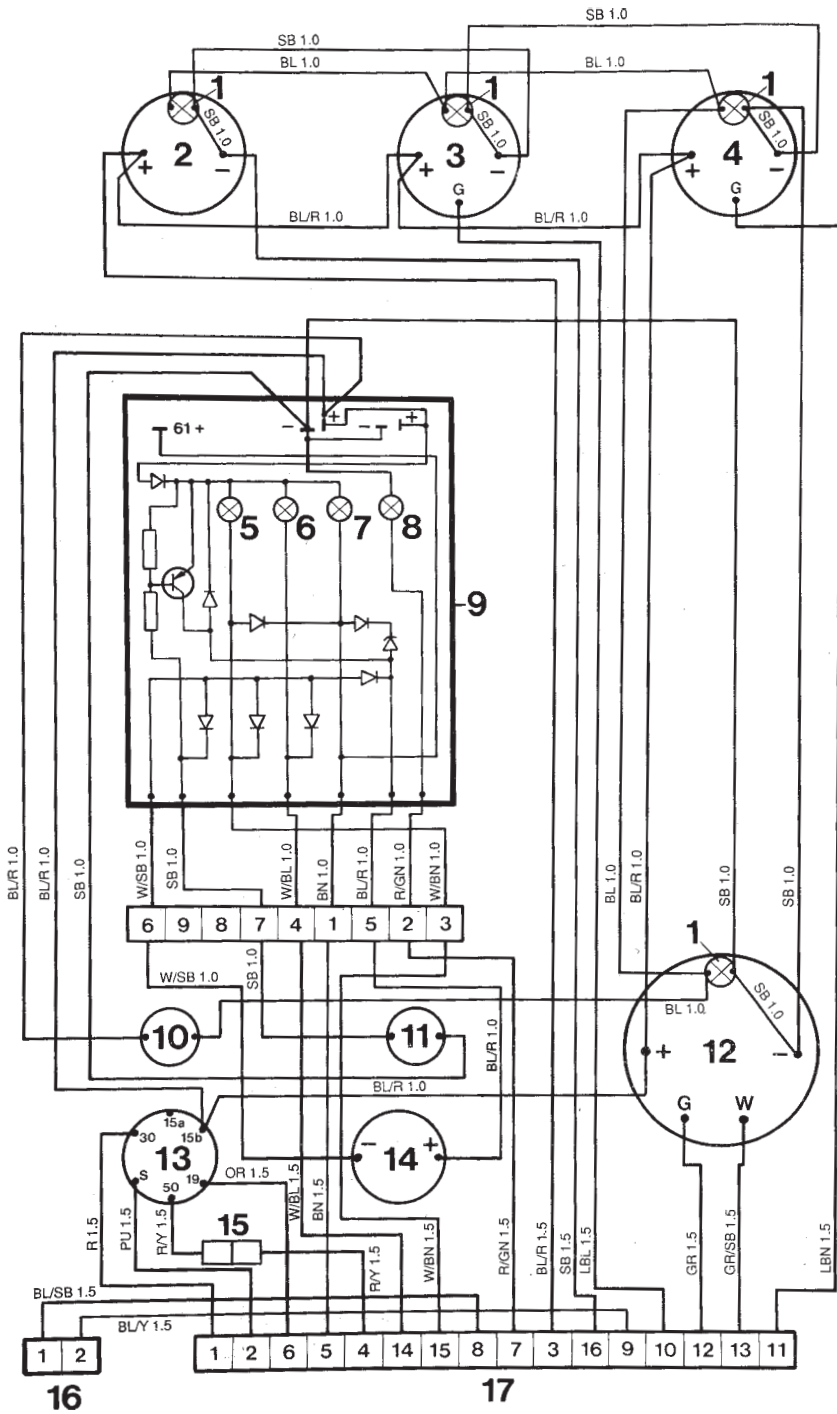 SB 1.0
SB 1.0
BL 1.0
BL 1.0
1
1
1
SB 1.0
SB 1.0
SB 1.0
2
3
4
+
−
+
−
+
−
G
G
BL/R 1.0
BL/R 1.0
61 +
−
+
−
+
5
6
7
8
9
BL/R 1.0
BL/R 1.0
SB 1.0
W/SB 1.0
SB 1.0
W/BL 1.0
BN 1.0
BL/R 1.0
R/GN 1.0
W/BN 1.0
BL 1.0
BL/R 1.0
SB 1.0
SB 1.0
6 9 8 7 4 1 5 2 3
W/SB 1.0
SB 1.0
1
SB 1.0
BL 1.0
10
11
BL/R 1.0
12
+
−
G
W
BL/R 1.0
15a
30
15b
13
S
19
50
−
14
+
OR 1.5
W/BL 1.5
BN 1.5
R 1.5
PU 1.5
R/Y 1.5
15
R/Y 1.5
W/BN 1.5
R/GN 1.5
BL/R 1.5
SB 1.5
LBL 1.5
GR 1.5
GR/SB 1.5
LBN 1.5
BL/SB 1.5
BL/Y 1.5
1 2
1 2 6 5 4 14 15 8 7 3 16 9 10 12 13 11
16
17